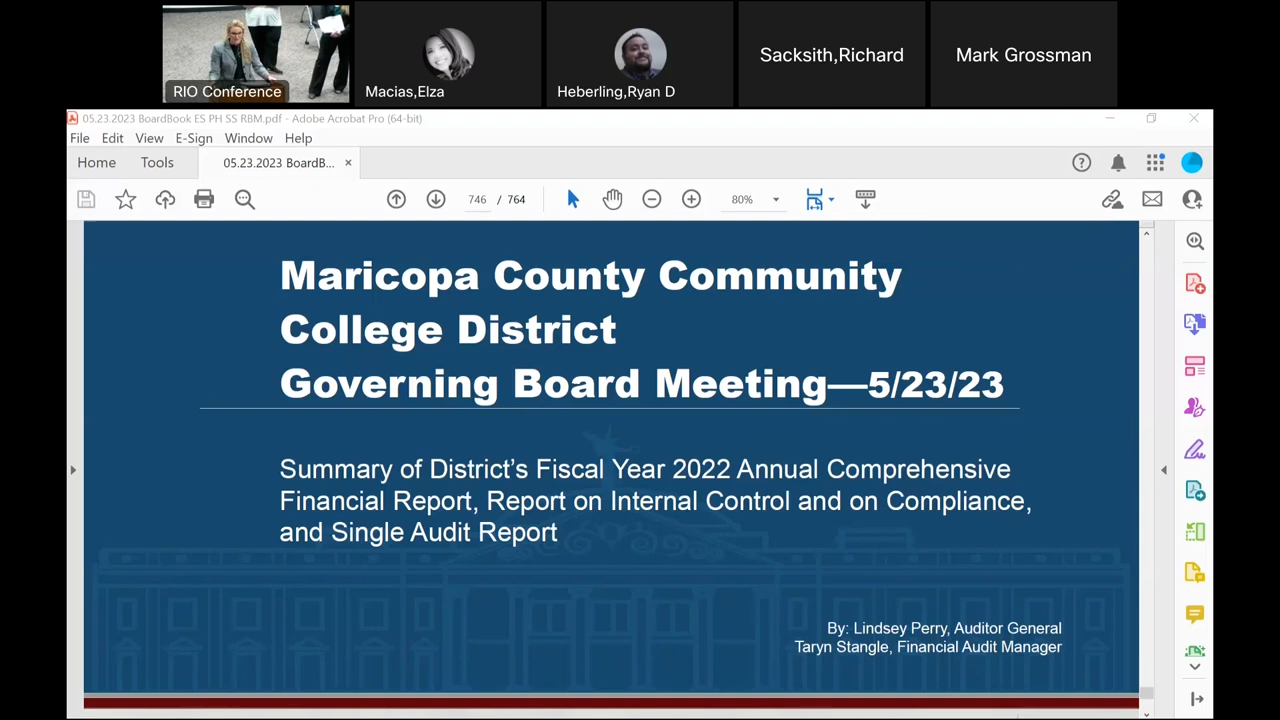 RIO Conference
Macias,Elza
Heberling,Ryan D
Sacksith,Richard
Mark Grossman
05.23.2023 BoardBook ES PH SS RBM.pdf - Adobe Acrobat Pro (64-bit)
File Edit View E-Sign Window Help
Home Tools 05.23.2023 BoardB... ×
746 / 764 80%
Maricopa County Community
College District
Governing Board Meeting—5/23/23
Summary of District’s Fiscal Year 2022 Annual Comprehensive
Financial Report, Report on Internal Control and on Compliance,
and Single Audit Report
By: Lindsey Perry, Auditor General
Taryn Stangle, Financial Audit Manager